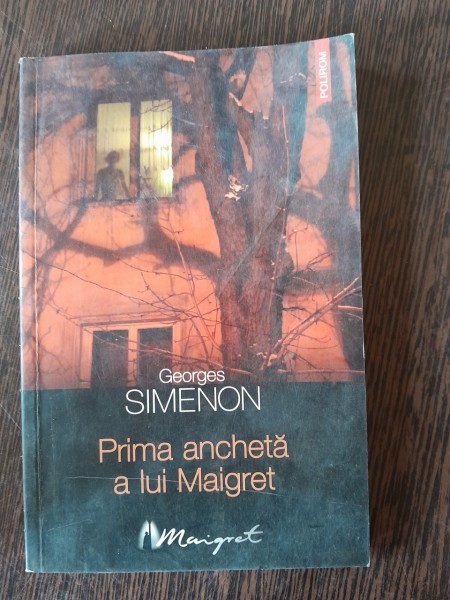 POLIROM
Georges
SIMENON
Prima anchetă
a lui Maigret
Maigret